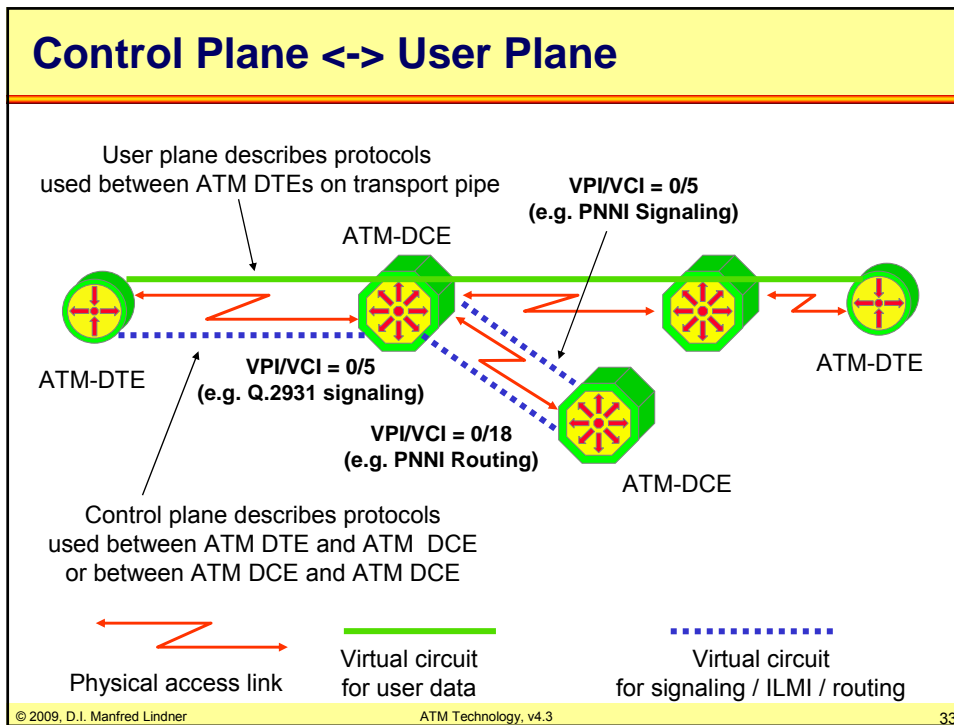 Control Plane <-> User Plane
User plane describes protocols
used between ATM DTEs on transport pipe
VPI/VCI = 0/5
(e.g. PNNI Signaling)
ATM-DCE
ATM-DTE
VPI/VCI = 0/5
(e.g. Q.2931 signaling)
ATM-DTE
VPI/VCI = 0/18
(e.g. PNNI Routing)
ATM-DCE
Control plane describes protocols
used between ATM DTE and ATM DCE
or between ATM DCE and ATM DCE
Physical access link
Virtual circuit
for user data
Virtual circuit
for signaling / ILMI / routing
© 2009, D.I. Manfred Lindner
ATM Technology, v4.3
33